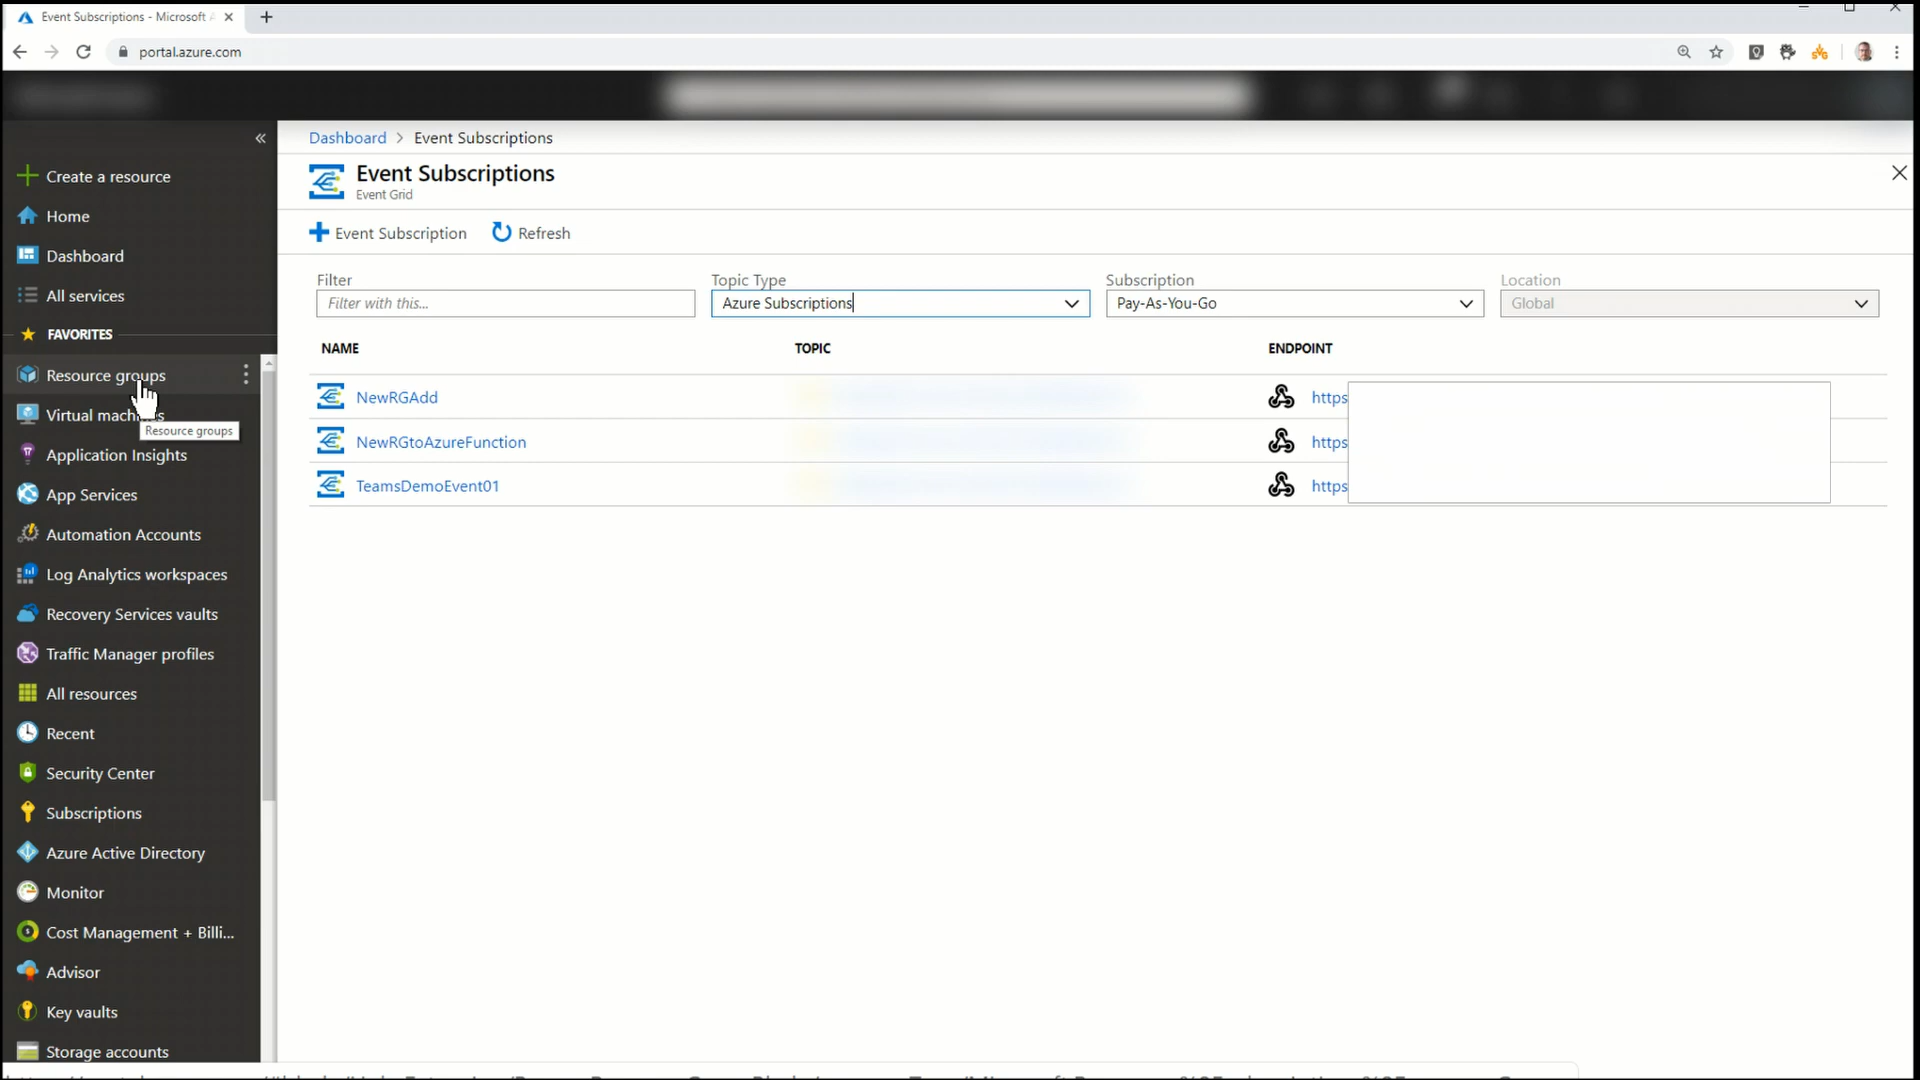 Event Subscriptions - Microsoft A
portal.azure.com
Dashboard > Event Subscriptions
Create a resource
Home
Dashboard
All services
FAVORITES
Resource groups
Virtual machines
Resource groups
Application Insights
App Services
Automation Accounts
Log Analytics workspaces
Recovery Services vaults
Traffic Manager profiles
All resources
Recent
Security Center
Subscriptions
Azure Active Directory
Monitor
Cost Management + Billi...
Advisor
Key vaults
Storage accounts
Event Subscriptions
Event Grid
Event Subscription Refresh
Filter Topic Type Subscription Location
Filter with this... Azure Subscriptions Pay-As-You-Go Global
NAME TOPIC ENDPOINT
NewRGAdd https
NewRGtoAzureFunction https
TeamsDemoEvent01 https